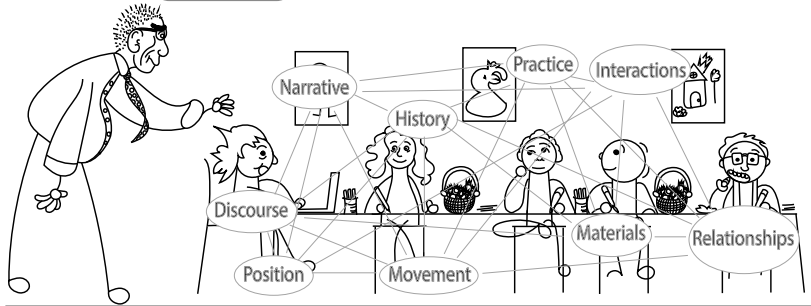 Practice
Interactions
Narrative
History
Discourse
Materials
Relationships
Position
Movement